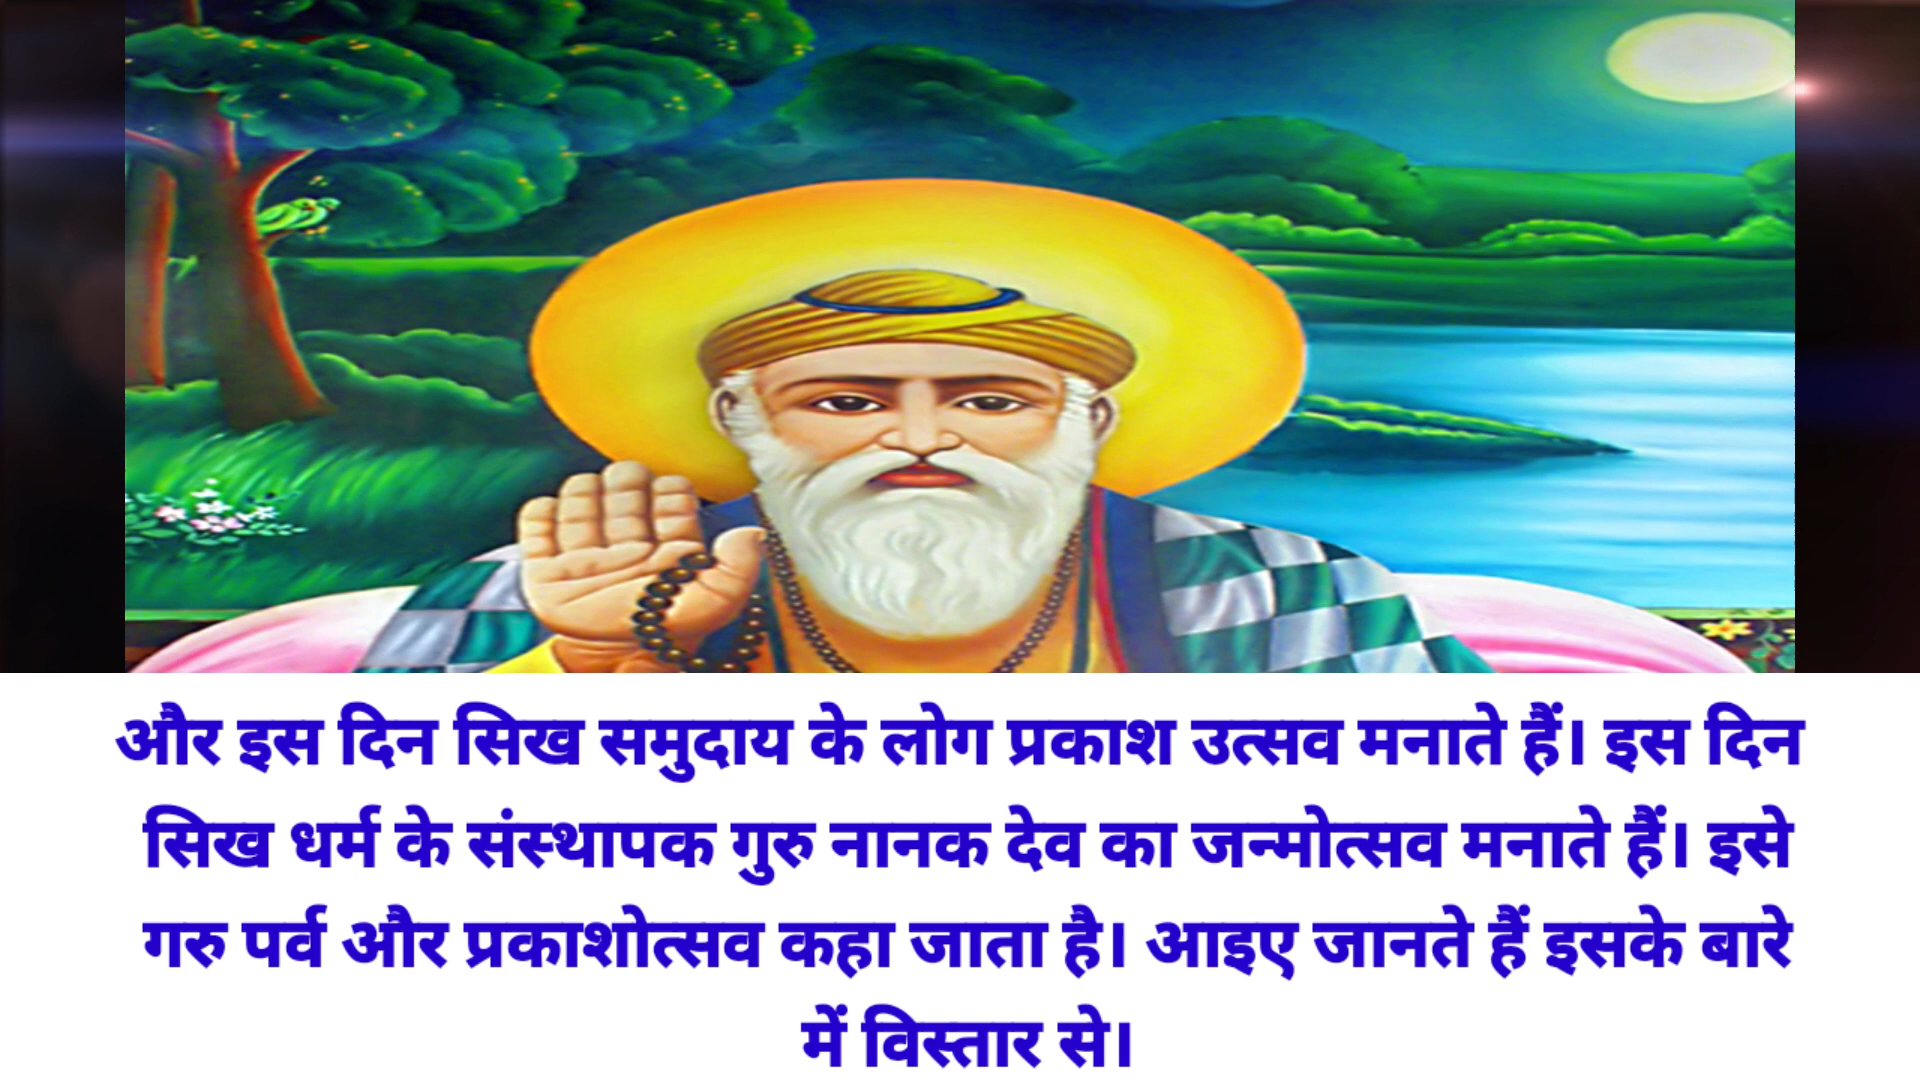 और इस दिन सिख समुदाय के लोग प्रकाश उत्सव मनाते हैं। इस दिन
सिख धर्म के संस्थापक गुरु नानक देव का जन्मोत्सव मनाते हैं। इसे
गरु पर्व और प्रकाशोत्सव कहा जाता है। आइए जानते हैं इसके बारे
में विस्तार से।